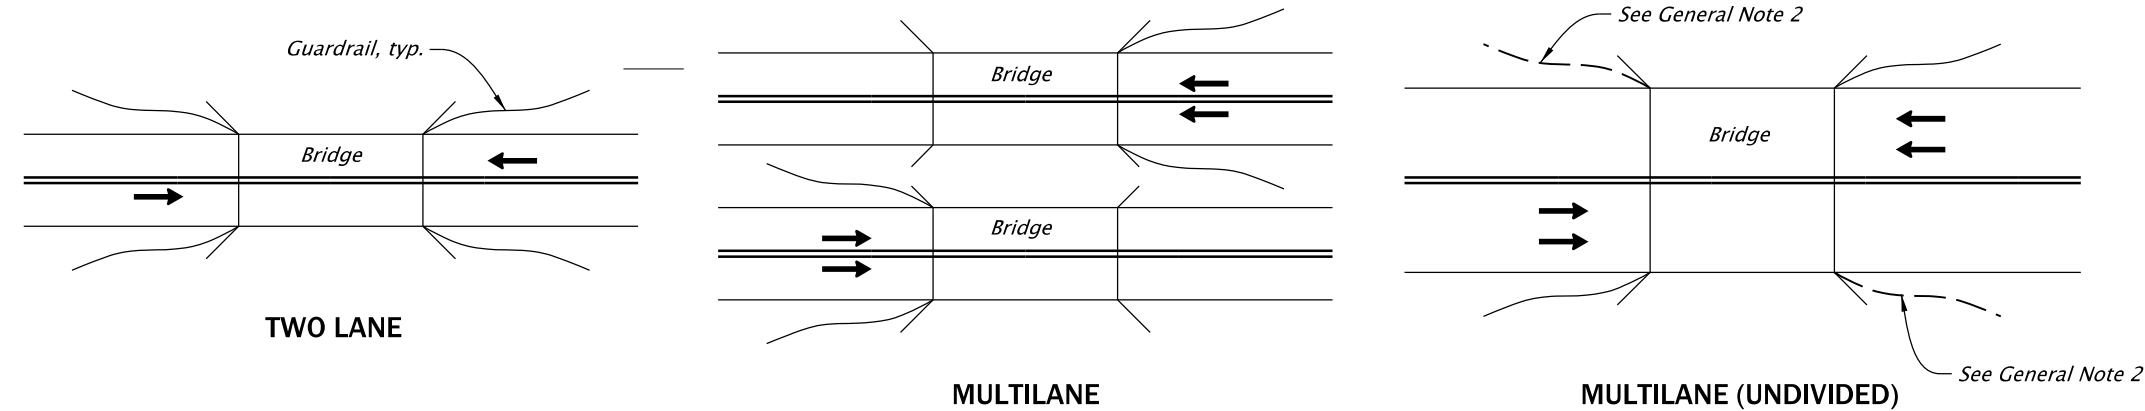 Guardrail, typ.
Bridge
TWO LANE
Bridge
Bridge
MULTILANE
See General Note 2
Bridge
See General Note 2
MULTILANE (UNDIVIDED)